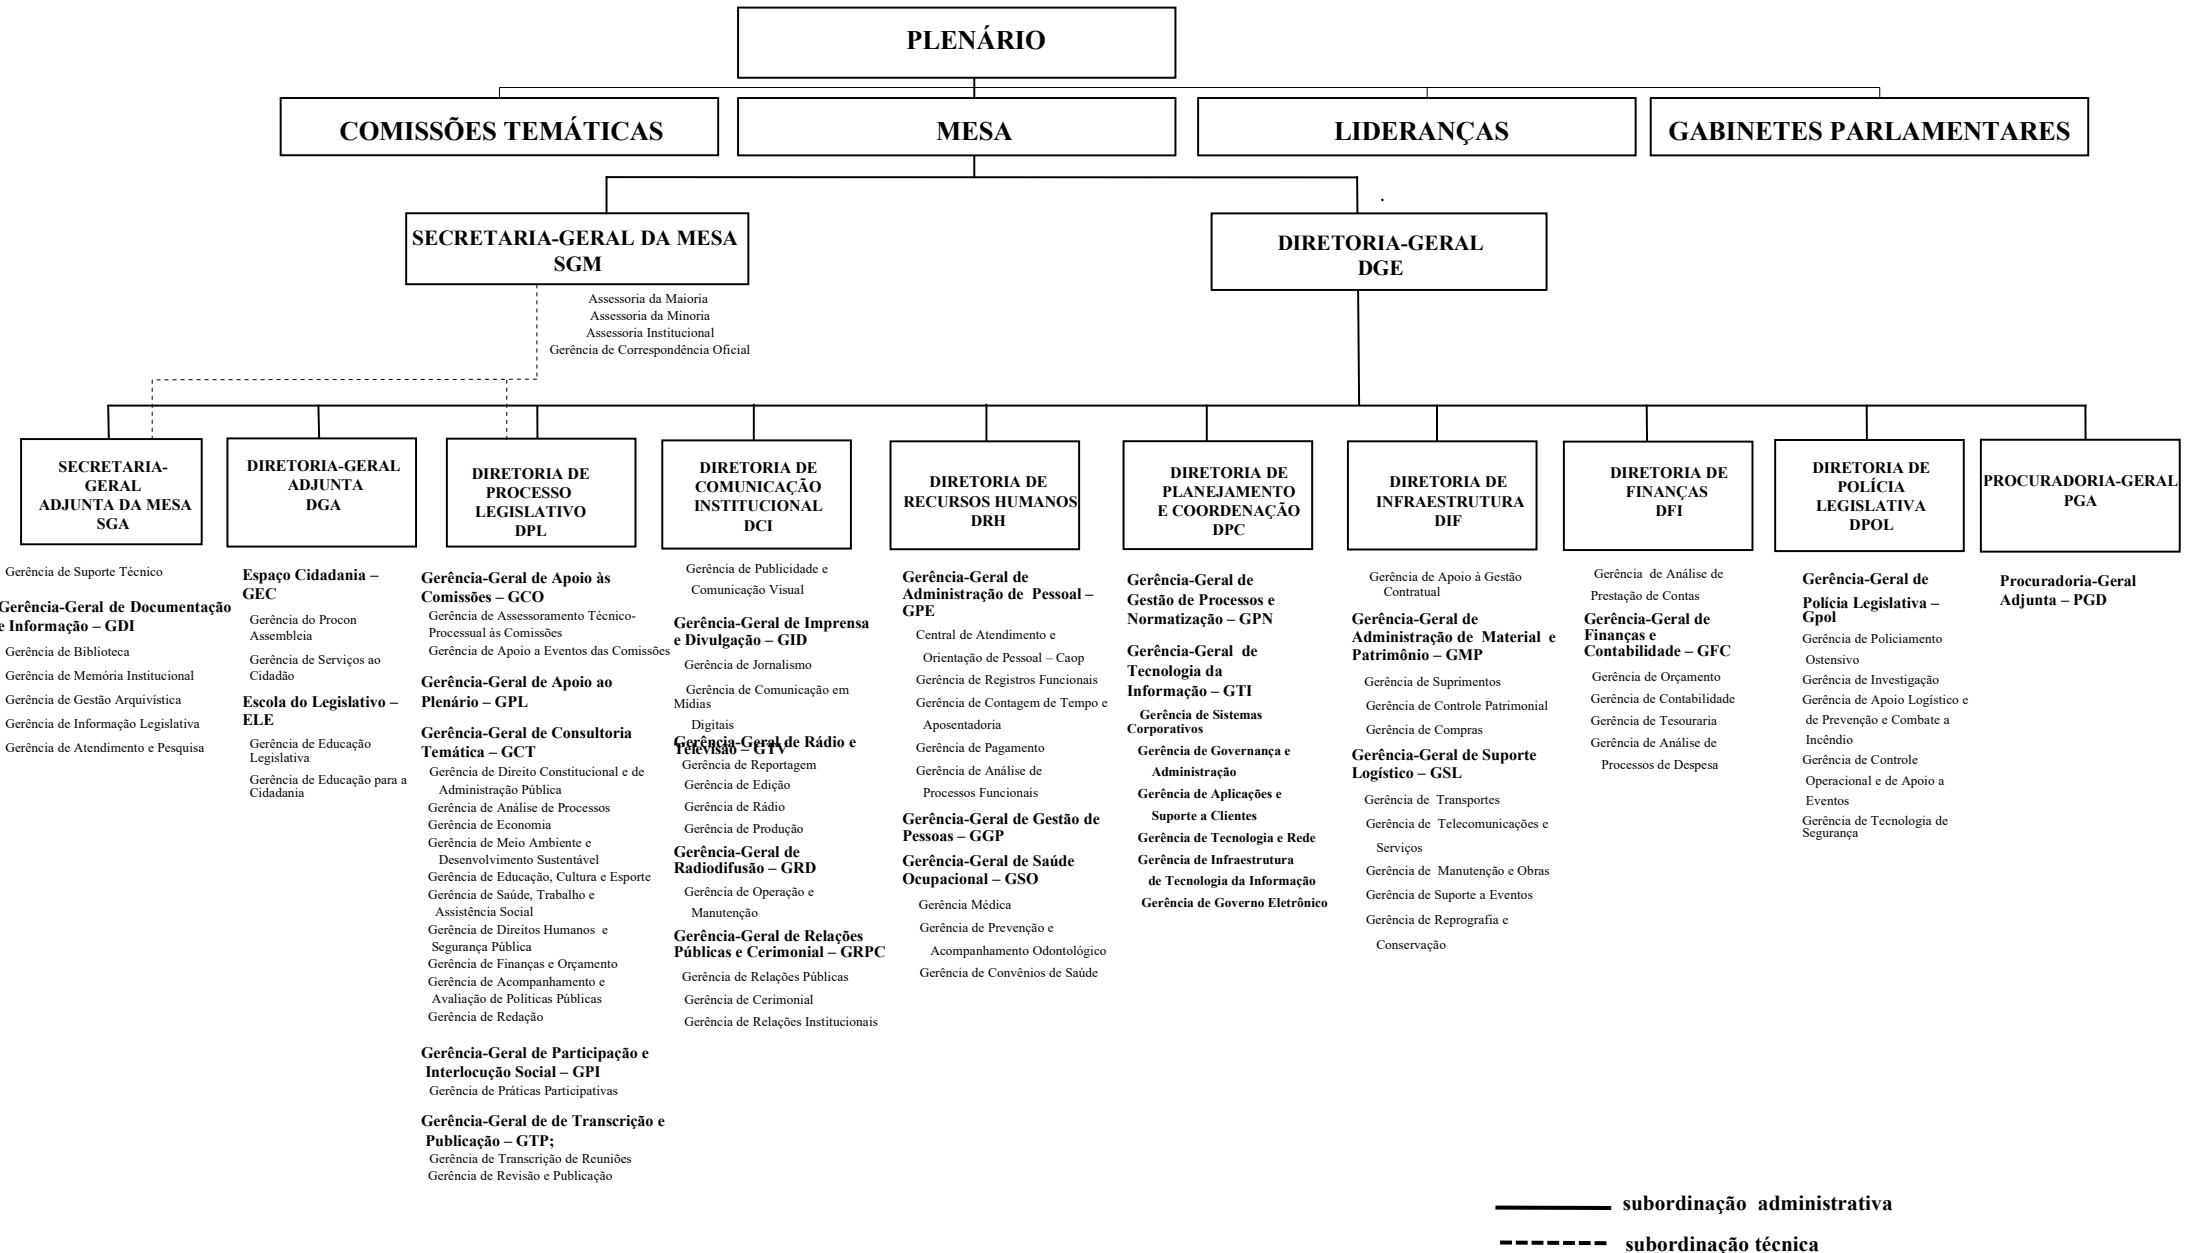 PLENÁRIO
COMISSÕES TEMÁTICAS
MESA
LIDERANÇAS
GABINETES PARLAMENTARES
SECRETARIA-GERAL DA MESA
SGM
DIRETORIA-GERAL
DGE
Assessoria da Maioria
Assessoria da Minoria
Assessoria Institucional
Gerência de Correspondência Oficial
SECRETARIA-
GERAL
ADJUNTA DA MESA
SGA
Gerência de Suporte Técnico
Gerência-Geral de Documentação
e Informação – GDI
Gerência de Biblioteca
Gerência de Memória Institucional
Gerência de Gestão Arquivística
Gerência de Informação Legislativa
Gerência de Atendimento e Pesquisa
DIRETORIA-GERAL
ADJUNTA
DGA
Espaço Cidadania –
GEC
Gerência do Procon
Assembleia
Gerência de Serviços ao
Cidadão
Escola do Legislativo –
ELE
Gerência de Educação
Legislativa
Gerência de Educação para a
Cidadania
DIRETORIA DE
PROCESSO
LEGISLATIVO
DPL
Gerência-Geral de Apoio às
Comissões – GCO
Gerência de Assessoramento Técnico-
Processual às Comissões
Gerência de Apoio a Eventos das Comissões
Gerência-Geral de Apoio ao
Plenário – GPL
Gerência-Geral de Consultoria
Temática – GCT
Gerência de Direito Constitucional e de
Administração Pública
Gerência de Análise de Processos
Gerência de Economia
Gerência de Meio Ambiente e
Desenvolvimento Sustentável
Gerência de Educação, Cultura e Esporte
Gerência de Saúde, Trabalho e
Assistência Social
Gerência de Direitos Humanos e
Segurança Pública
Gerência de Finanças e Orçamento
Gerência de Acompanhamento e
Avaliação de Políticas Públicas
Gerência de Redação
Gerência-Geral de Participação e
Interlocução Social – GPI
Gerência de Práticas Participativas
Gerência-Geral de de Transcrição e
Publicação – GTP;
Gerência de Transcrição de Reuniões
Gerência de Revisão e Publicação
DIRETORIA DE
COMUNICAÇÃO
INSTITUCIONAL
DCI
Gerência de Publicidade e
Comunicação Visual
Gerência-Geral de Imprensa
e Divulgação – GID
Gerência de Jornalismo
Gerência de Comunicação em
Mídias
Digitais
Gerência-Geral de Rádio e
Televisão – GTV
Gerência de Reportagem
Gerência de Edição
Gerência de Rádio
Gerência de Produção
Gerência-Geral de
Radiodifusão – GRD
Gerência de Operação e
Manutenção
Gerência-Geral de Relações
Públicas e Cerimonial – GRPC
Gerência de Relações Públicas
Gerência de Cerimonial
Gerência de Relações Institucionais
DIRETORIA DE
RECURSOS HUMANOS
DRH
Gerência-Geral de
Administração de Pessoal –
GPE
Central de Atendimento e
Orientação de Pessoal – Caop
Gerência de Registros Funcionais
Gerência de Contagem de Tempo e
Aposentadoria
Gerência de Pagamento
Gerência de Análise de
Processos Funcionais
Gerência-Geral de Gestão de
Pessoas – GGP
Gerência-Geral de Saúde
Ocupacional – GSO
Gerência Médica
Gerência de Prevenção e
Acompanhamento Odontológico
Gerência de Convênios de Saúde
DIRETORIA DE
PLANEJAMENTO
E COORDENAÇÃO
DPC
Gerência-Geral de
Gestão de Processos e
Normatização – GPN
Gerência-Geral de
Tecnologia da
Informação – GTI
Gerência de Sistemas
Corporativos
Gerência de Governança e
Administração
Gerência de Aplicações e
Suporte a Clientes
Gerência de Tecnologia e Rede
Gerência de Infraestrutura
de Tecnologia da Informação
Gerência de Governo Eletrônico
DIRETORIA DE
INFRAESTRUTURA
DIF
Gerência de Apoio à Gestão
Contratual
Gerência-Geral de
Administração de Material e
Patrimônio – GMP
Gerência de Suprimentos
Gerência de Controle Patrimonial
Gerência de Compras
Gerência-Geral de Suporte
Logístico – GSL
Gerência de Transportes
Gerência de Telecomunicações e
Serviços
Gerência de Manutenção e Obras
Gerência de Suporte a Eventos
Gerência de Reprografia e
Conservação
DIRETORIA DE
FINANÇAS
DFI
Gerência de Análise de
Prestação de Contas
Gerência-Geral de
Finanças e
Contabilidade – GFC
Gerência de Orçamento
Gerência de Contabilidade
Gerência de Tesouraria
Gerência de Análise de
Processos de Despesa
DIRETORIA DE
POLÍCIA
LEGISLATIVA
DPOL
Gerência-Geral de
Polícia Legislativa –
Gpol
Gerência de Policiamento
Ostensivo
Gerência de Investigação
Gerência de Apoio Logístico e
de Prevenção e Combate a
Incêndio
Gerência de Controle
Operacional e de Apoio a
Eventos
Gerência de Tecnologia de
Segurança
PROCURADORIA-GERAL
PGA
Procuradoria-Geral
Adjunta – PGD
subordinação administrativa
subordinação técnica